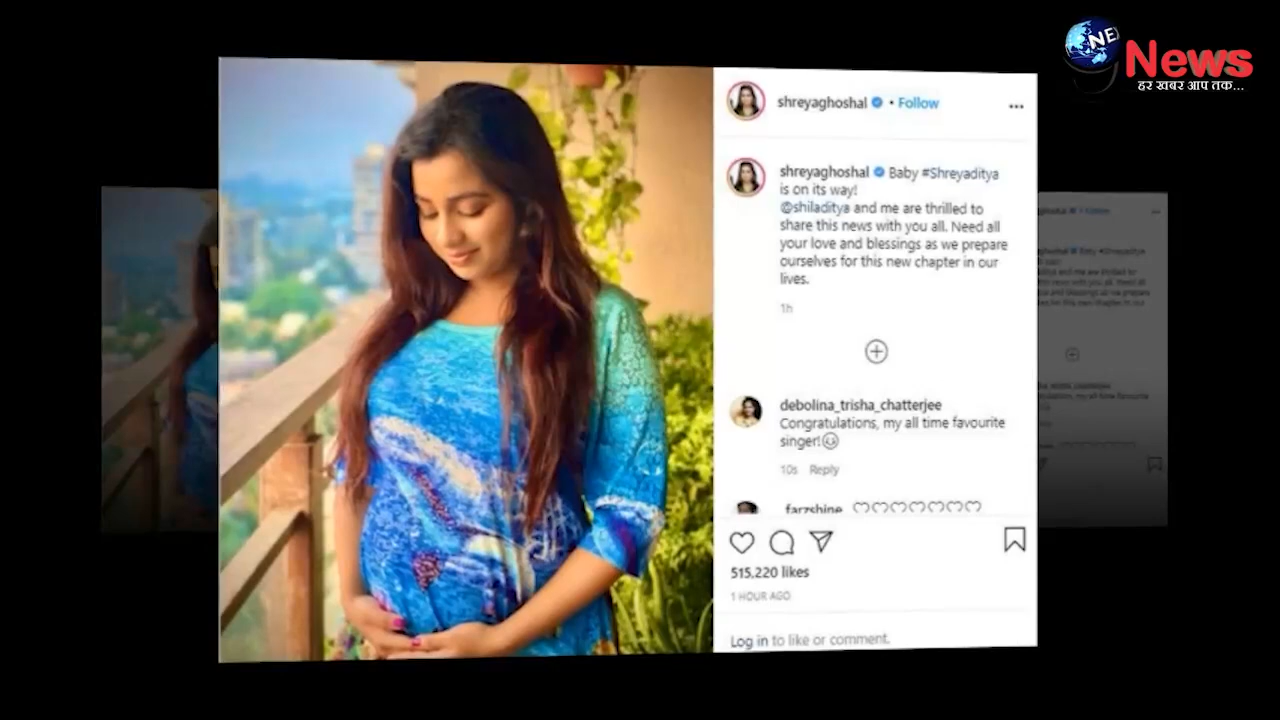 NE
News
हर खबर आप तक...
shreyaghoshal • Follow
shreyaghoshal Baby #Shreyaditya
is on its way!
@shiladitya and me are thrilled to
share this news with you all. Need all
your love and blessings as we prepare
ourselves for this new chapter in our
lives.
1h
debolina_trisha_chatterjee
Congratulations, my all time favourite
singer!
10s Reply
farzshine
515,220 likes
1 HOUR AGO
Log in to like or comment.